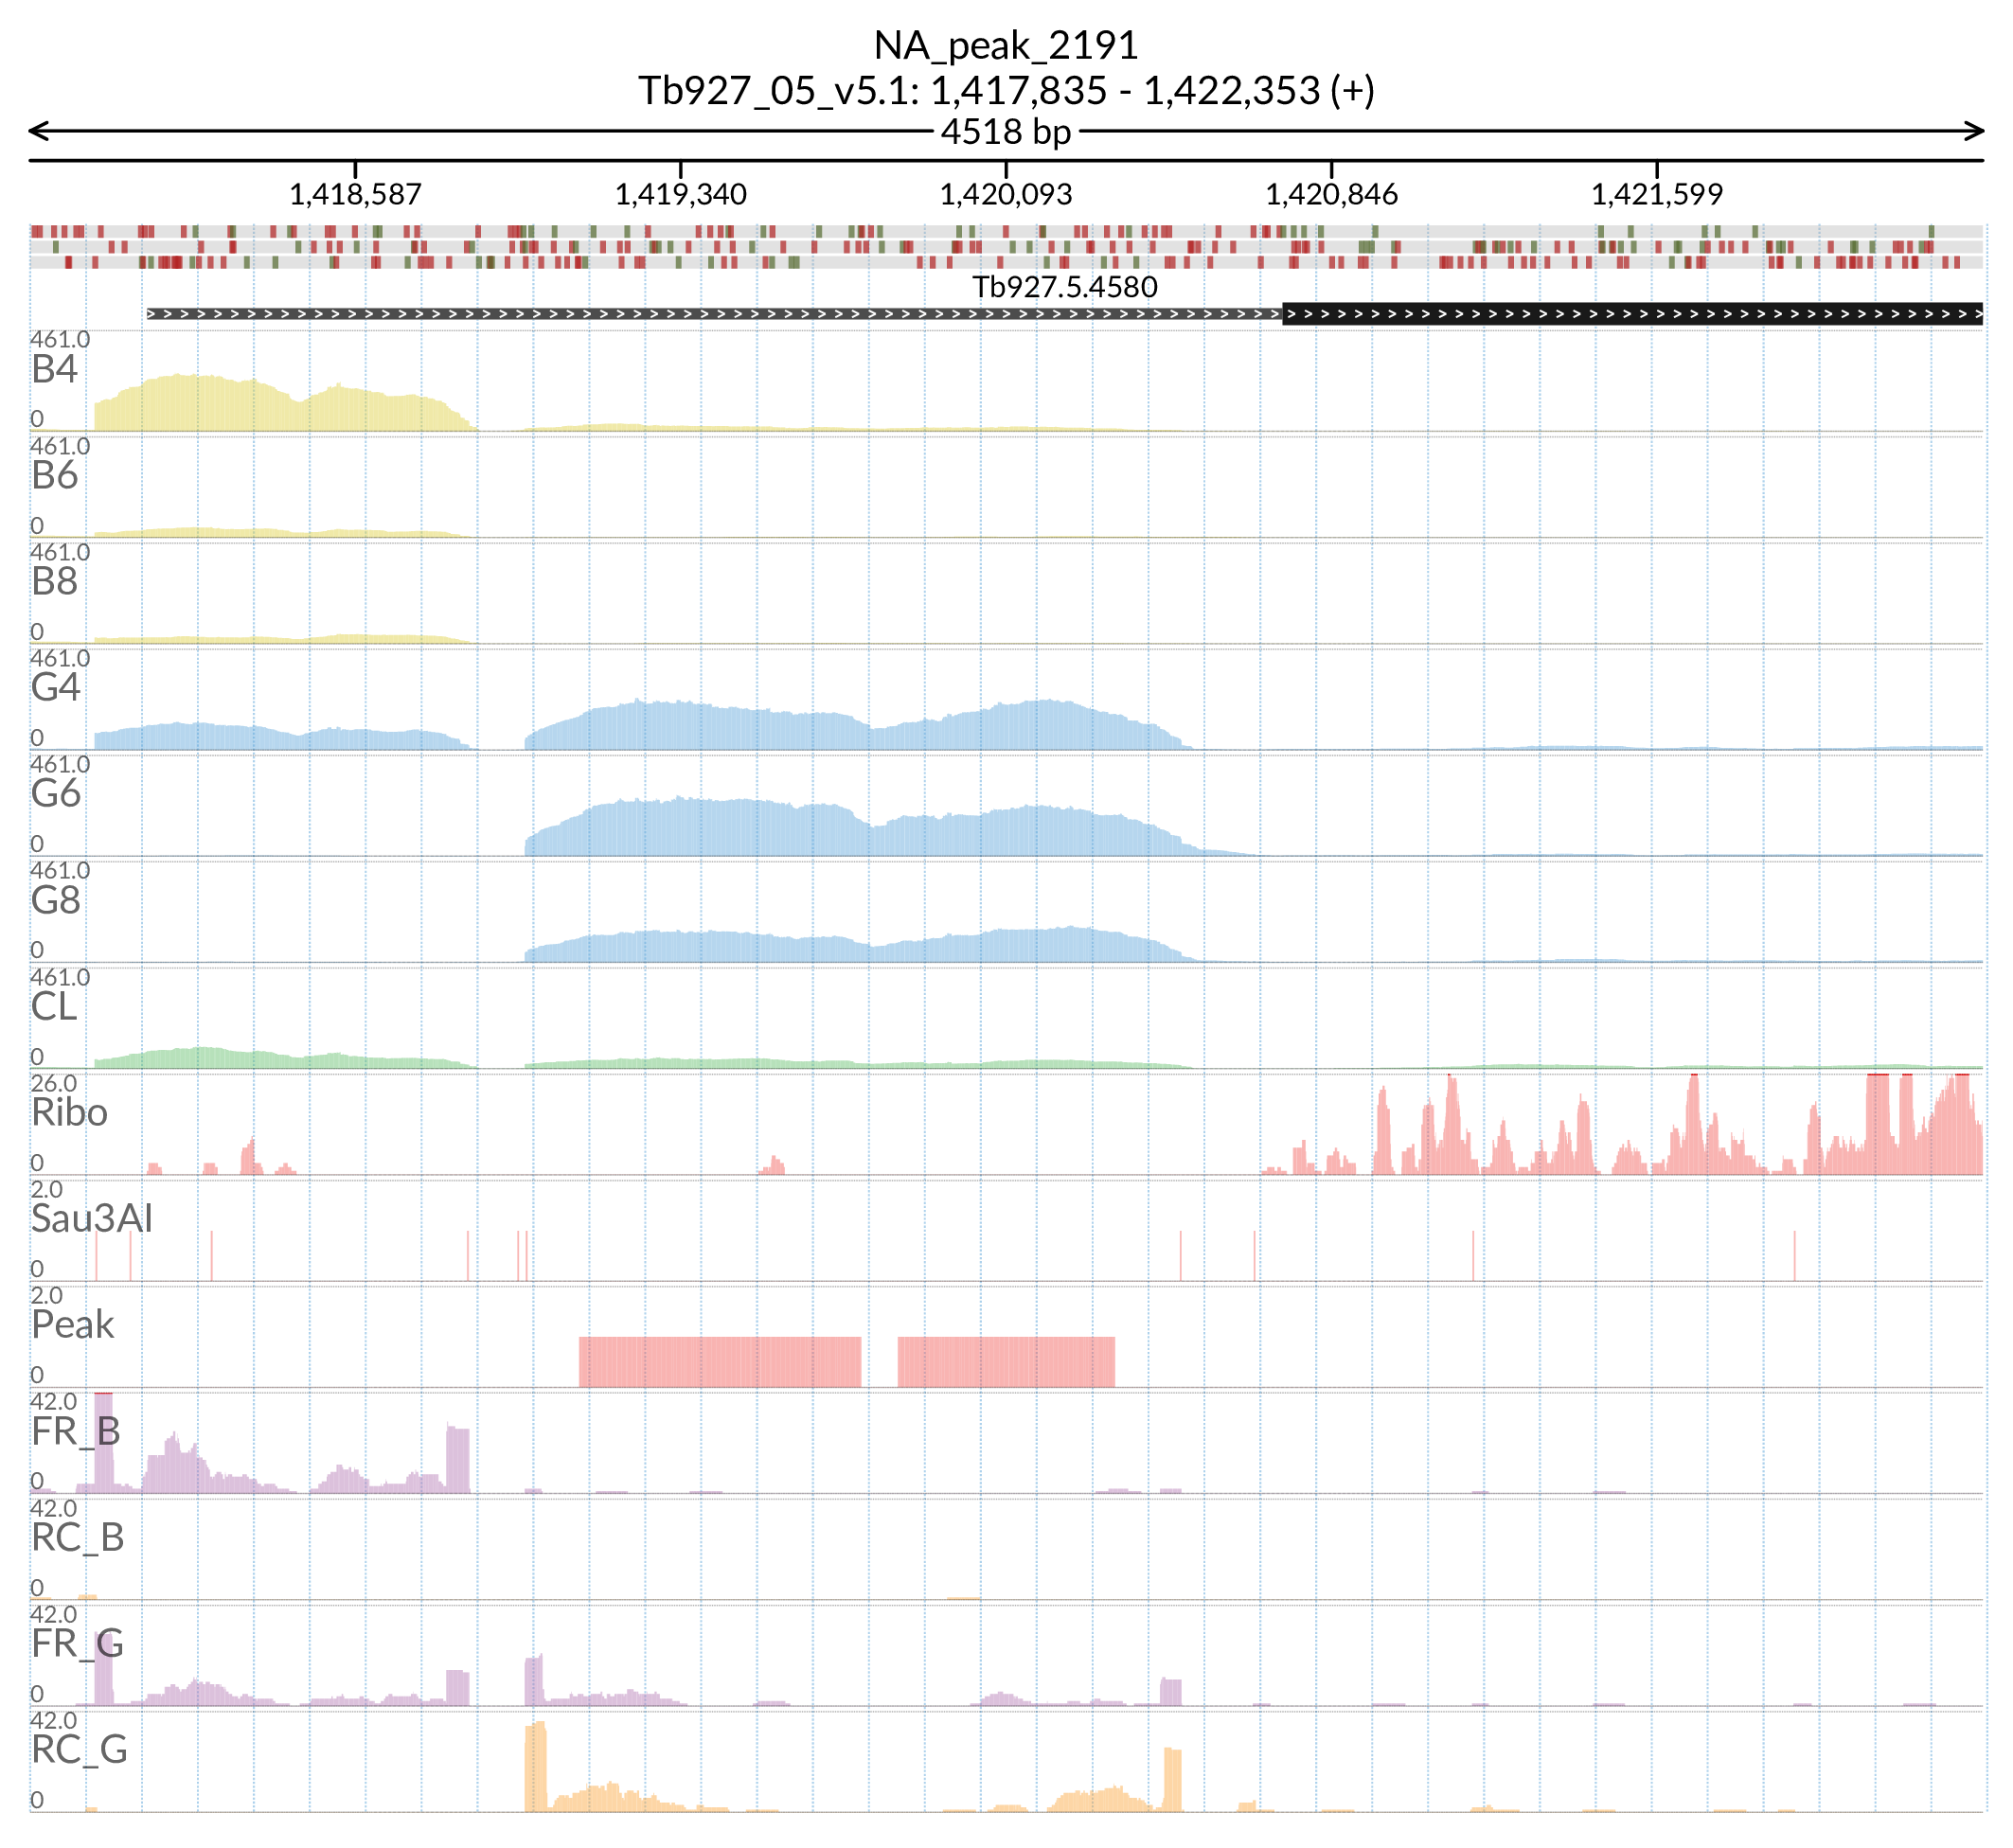 NA_peak_2191
Tb927_05_v5.1: 1,417,835 - 1,422,353 (+)
4518 bp
1,418,587 1,419,340 1,420,093 1,420,846 1,421,599
Tb927.5.4580
461.0
B4
0
461.0
B6
0
461.0
B8
0
461.0
G4
0
461.0
G6
0
461.0
G8
0
461.0
CL
0
26.0
Ribo
0
2.0
Sau3AI
0
2.0
Peak
0
42.0
FR_B
0
42.0
RC_B
0
42.0
FR_G
0
42.0
RC_G
0